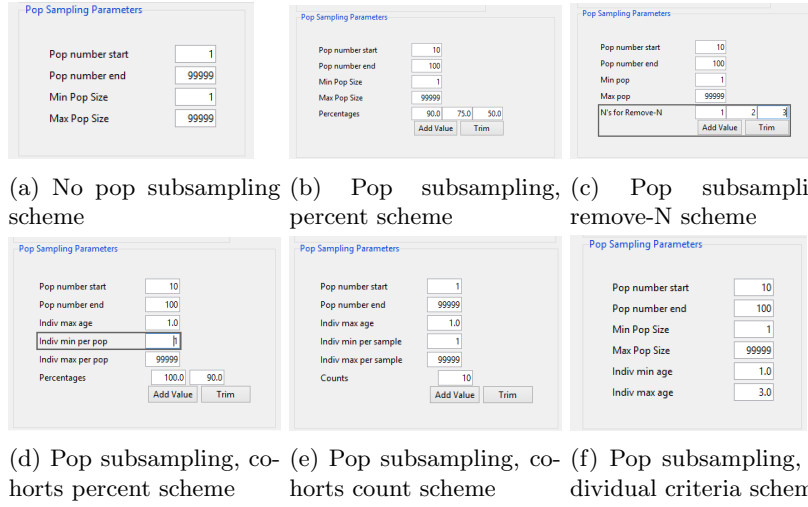 Pop Sampling Parameters
Pop number start 1
Pop number end 99999
Min Pop Size 1
Max Pop Size 99999
(a) No pop subsampling
scheme
Pop Sampling Parameters
Pop number start 10
Pop number end 100
Min Pop Size 1
Max Pop Size 99999
Percentages 90.0 75.0 50.0
Add Value Trim
(b) Pop subsampling,
percent scheme
Pop Sampling Parameters
Pop number start 10
Pop number end 100
Min pop 1
Max pop 99999
N's for Remove-N 1 2 3
Add Value Trim
(c) Pop subsampli
remove-N scheme
Pop Sampling Parameters
Pop number start 10
Pop number end 100
Indiv max age 1.0
Indiv min per pop 1
Indiv max per pop 99999
Percentages 100.0 90.0
Add Value Trim
(d) Pop subsampling, co-
horts percent scheme
Pop Sampling Parameters
Pop number start 1
Pop number end 99999
Indiv max age 1.0
Indiv min per sample 1
Indiv max per sample 99999
Counts 10
Add Value Trim
(e) Pop subsampling, co-
horts count scheme
Pop Sampling Parameters
Pop number start 10
Pop number end 100
Min Pop Size 1
Max Pop Size 99999
Indiv min age 1.0
Indiv max age 3.0
(f) Pop subsampling,
dividual criteria schem